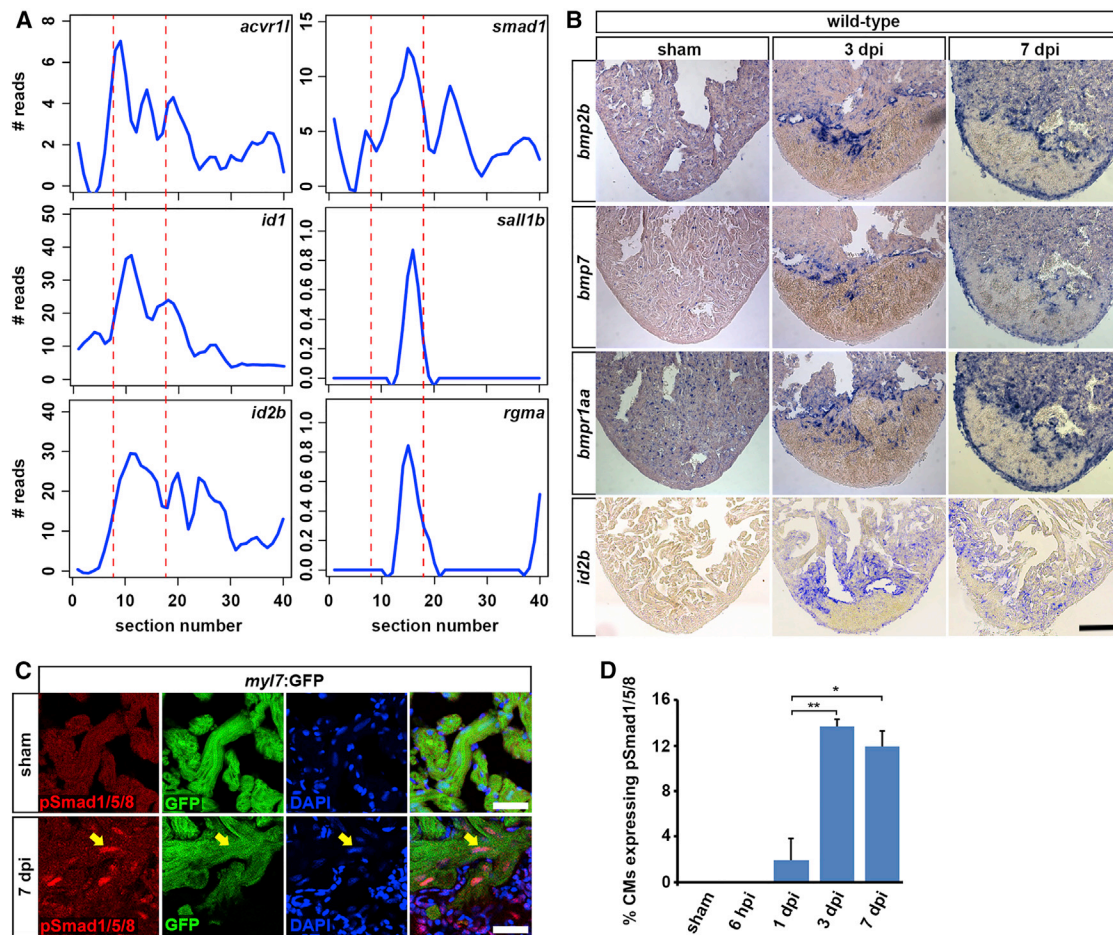 A
acvr1l
# reads
0 2 4 6 8
smad1
0 5 10 15
id1
# reads
0 10 20 30 40 50
sall1b
0.0 0.2 0.4 0.6 0.8 1.0
id2b
# reads
0 10 20 30 40
0 10 20 30 40
section number
rgma
0.0 0.2 0.4 0.6 0.8 1.0
0 10 20 30 40
section number
B
wild-type
sham 3 dpi 7 dpi
bmp2b
bmp7
bmpr1aa
id2b
C
myl7:GFP
sham
pSmad1/5/8 GFP DAPI
7 dpi
pSmad1/5/8 GFP DAPI
D
% CMs expressing pSmad1/5/8
16
12
8
4
0
*
**
sham 6 hpi 1 dpi 3 dpi 7 dpi